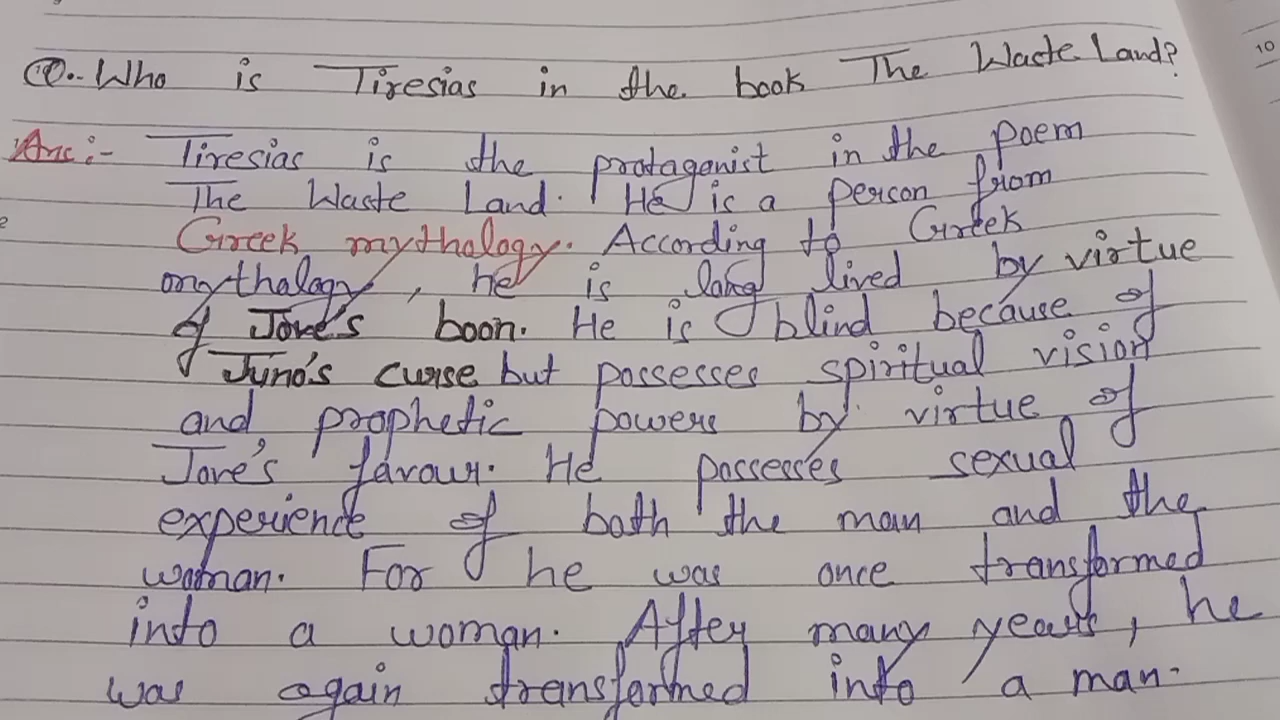 Q.. Who is Tiresias in the book The Waste Land?
Ans:- Tiresias is the protagonist in the poem
The Waste Land. He is a person from
Greek mythology. According to Greek
mythology, he is long lived by virtue
of Jove's boon. He is blind because of
Juno's curse but possesses spiritual vision
and prophetic powers by virtue of
Jove's favour. He possesses sexual
experience of both the man and the
woman. For he was once transformed
into a woman. After many years, he
was again transformed into a man.
10